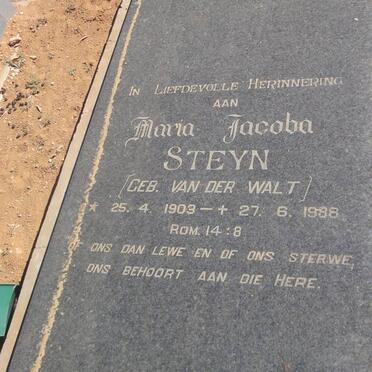 In Liefdevolle Herinnering
aan
Maria Jacoba
STEYN
[GEB. VAN DER WALT]
* 25. 4. 1909 — + 27. 6. 1988
Rom. 14:8
ONS DAN LEWE EN OF ONS STERWE,
ONS BEHOORT AAN DIE HERE.